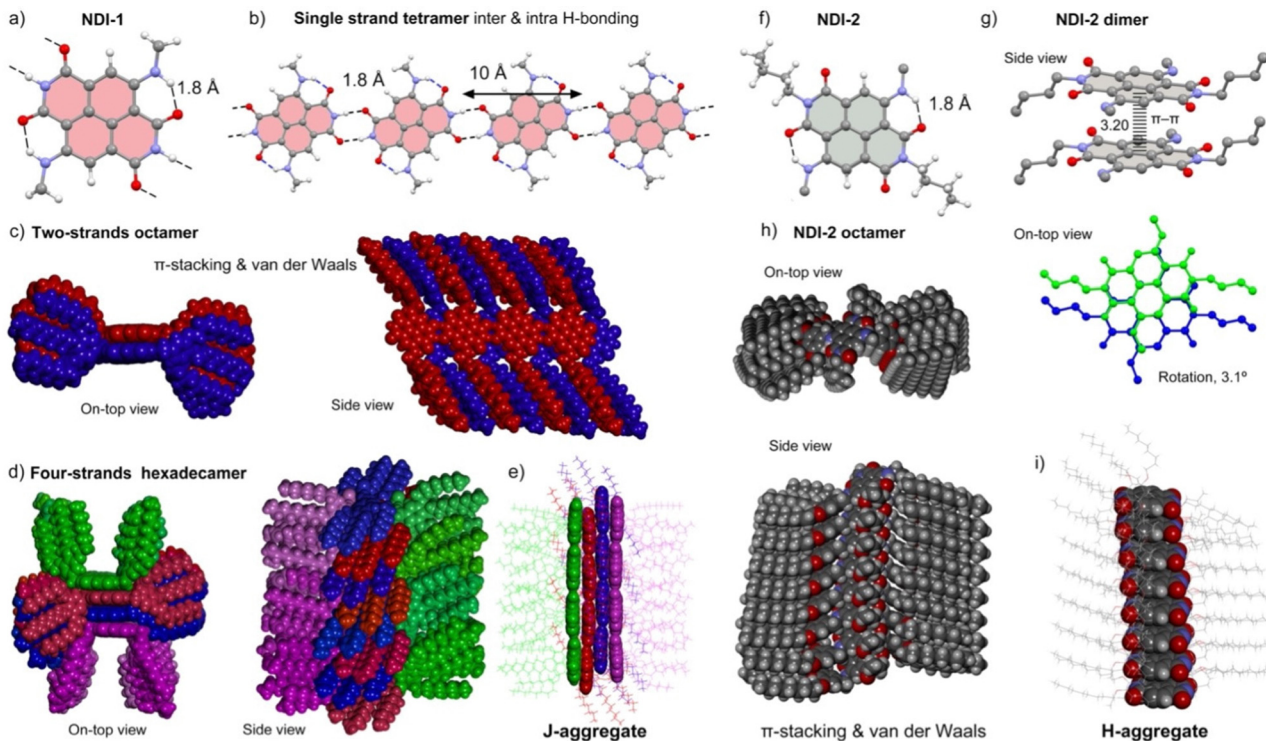 a) NDI-1
1.8 Å
b) Single strand tetramer inter & intra H-bonding
1.8 Å
10 Å
c) Two-strands octamer
π-stacking & van der Waals
On-top view
Side view
d) Four-strands hexadecamer
On-top view
Side view
e)
J-aggregate
f) NDI-2
1.8 Å
g) NDI-2 dimer
Side view
3.20
π–π
On-top view
Rotation, 3.1º
h) NDI-2 octamer
On-top view
Side view
π-stacking & van der Waals
i)
H-aggregate